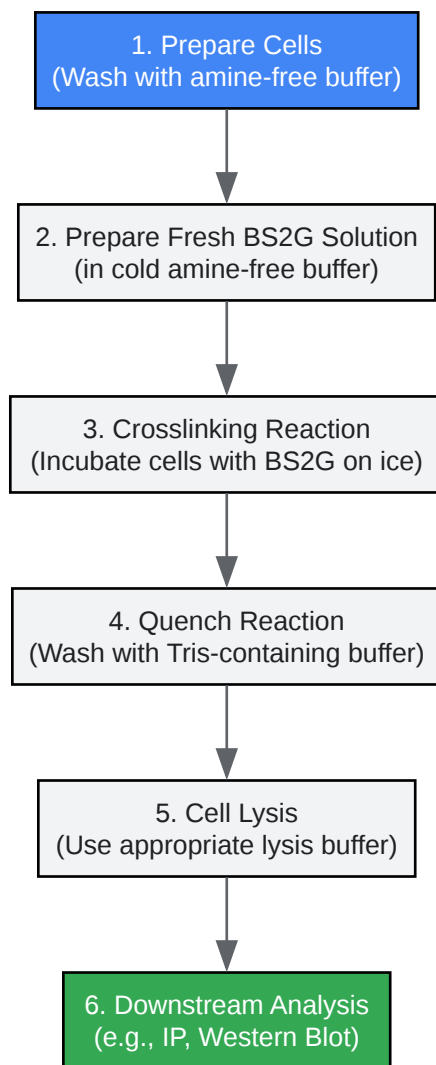 1. Prepare Cells
(Wash with amine-free buffer)
2. Prepare Fresh BS2G Solution
(in cold amine-free buffer)
3. Crosslinking Reaction
(Incubate cells with BS2G on ice)
4. Quench Reaction
(Wash with Tris-containing buffer)
5. Cell Lysis
(Use appropriate lysis buffer)
6. Downstream Analysis
(e.g., IP, Western Blot)